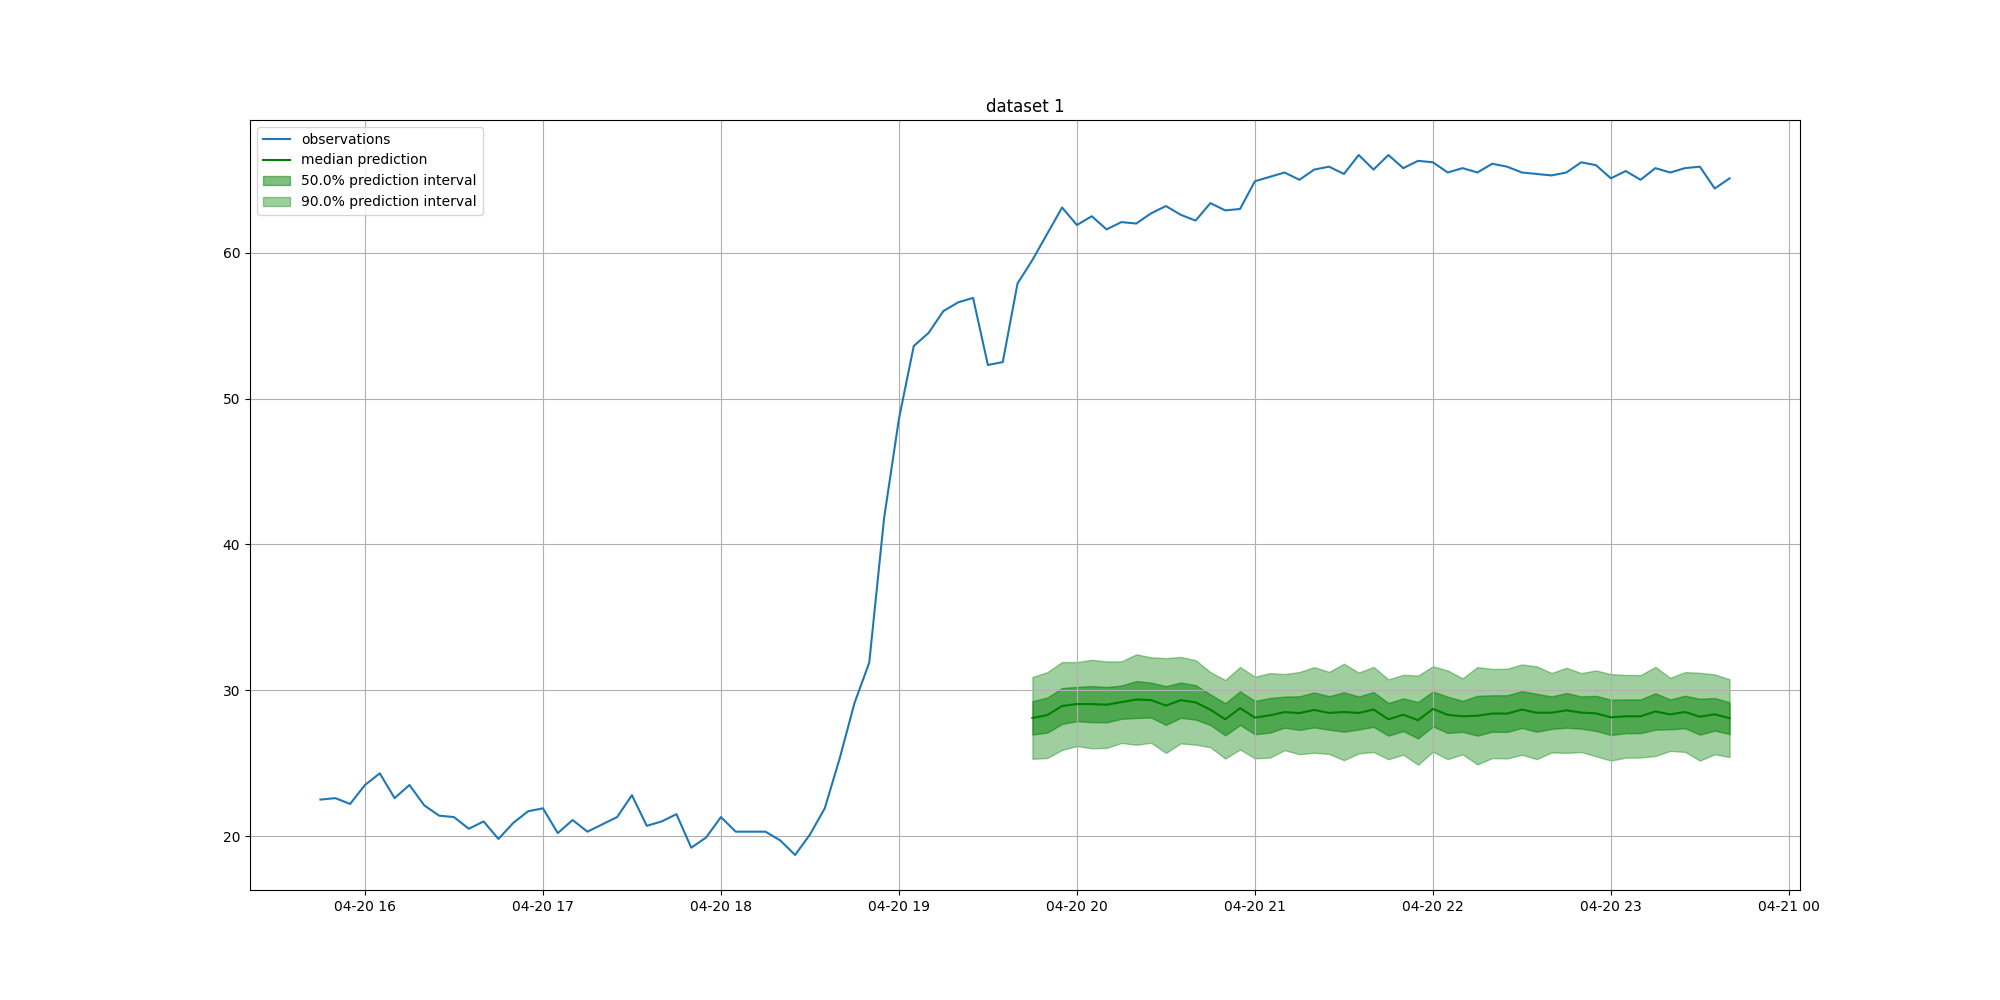 dataset 1
observations
median prediction
50.0% prediction interval
90.0% prediction interval
60
50
40
30
20
04-20 16
04-20 17
04-20 18
04-20 19
04-20 20
04-20 21
04-20 22
04-20 23
04-21 00